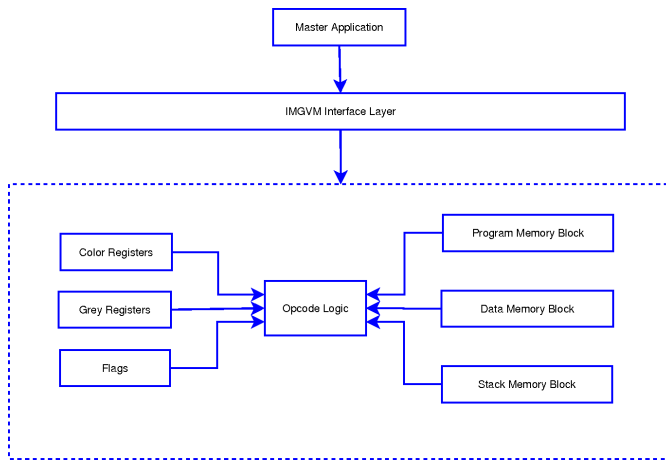 Master Application
IMGVM Interface Layer
Color Registers
Program Memory Block
Grey Registers
Opcode Logic
Data Memory Block
Flags
Stack Memory Block